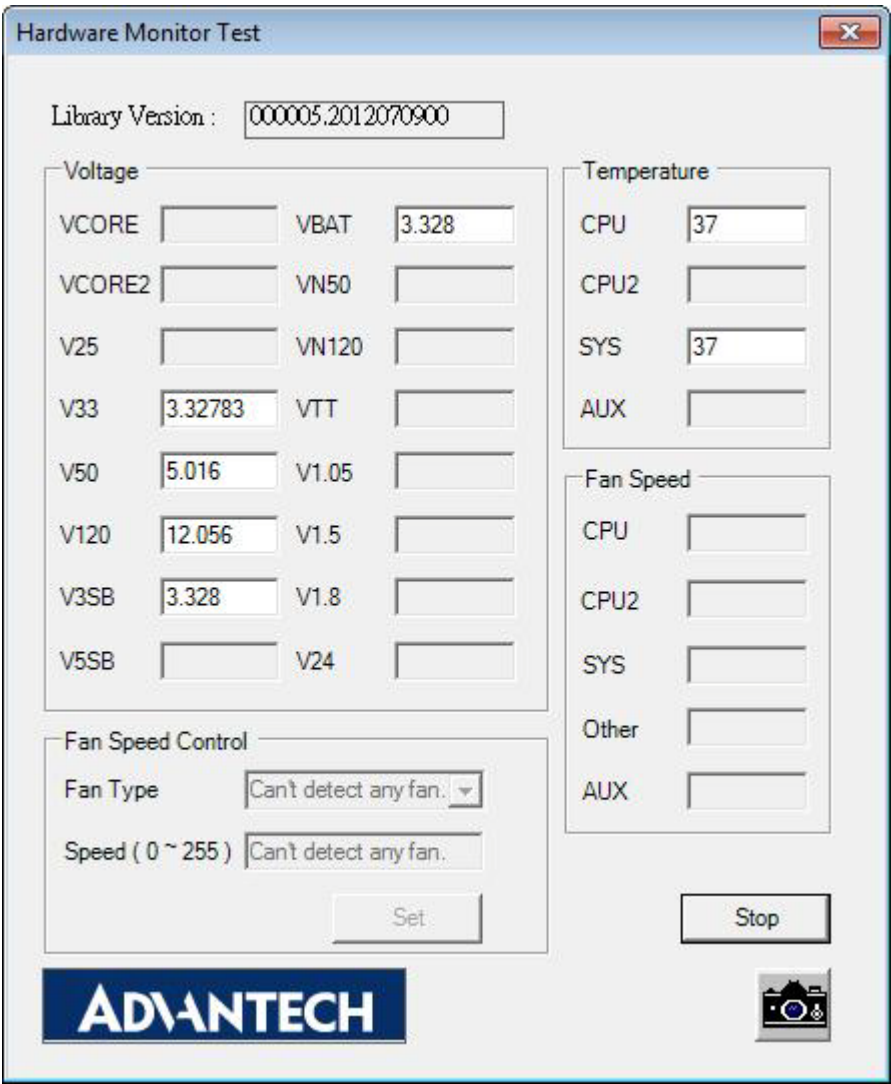 Hardware Monitor Test
Library Version : 000005.2012070900
Voltage
VCORE VBAT 3.328
VCORE2 VN50
V25 VN120
V33 3.32783 VTT
V50 5.016 V1.05
V120 12.056 V1.5
V3SB 3.328 V1.8
V5SB V24
Temperature
CPU 37
CPU2
SYS 37
AUX
Fan Speed
CPU
CPU2
SYS
Other
AUX
Fan Speed Control
Fan Type Can't detect any fan.
Speed ( 0 ~ 255 ) Can't detect any fan.
Set
Stop
ADVANTECH